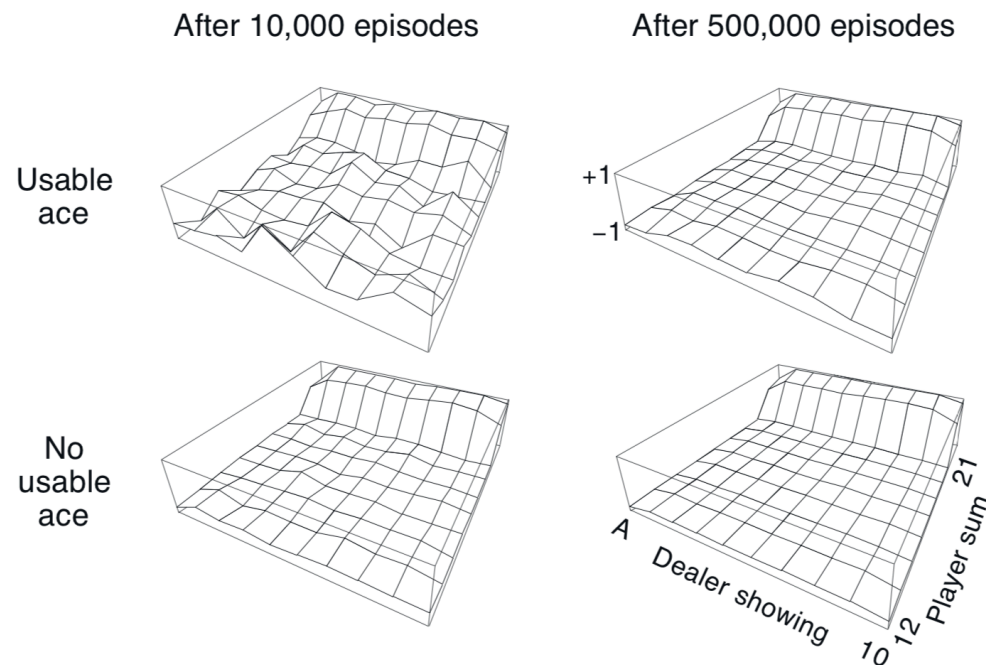 After 10,000 episodes
After 500,000 episodes
Usable
ace
+1
−1
No
usable
ace
A
Dealer showing
10
12
Player sum
21